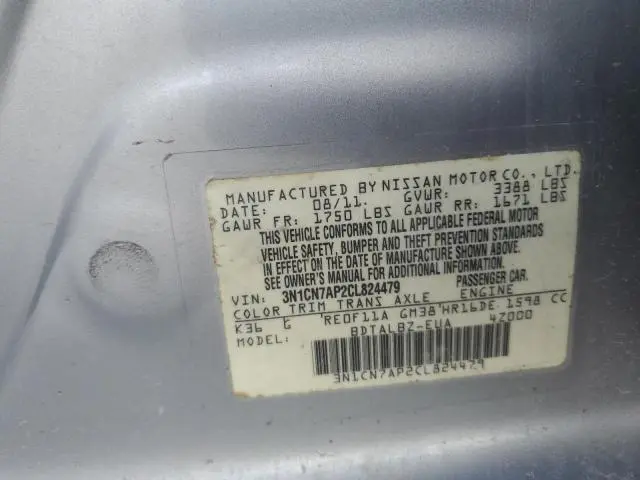 MANUFACTURED BY NISSAN MOTOR CO., LTD.
DATE: 08/11. GVWR: 3388 LBS
GAWR FR: 1750 LBS GAWR RR: 1671 LBS
THIS VEHICLE CONFORMS TO ALL APPLICABLE FEDERAL MOTOR
VEHICLE SAFETY, BUMPER AND THEFT PREVENTION STANDARDS
IN EFFECT ON THE DATE OF MANUFACTURE SHOWN ABOVE.
SEE OWNER'S MANUAL FOR ADDITIONAL INFORMATION.
VIN: 3N1CN7AP2CL824479 PASSENGER CAR.
COLOR TRIM TRANS AXLE ENGINE
K36 G RE0F11A GM38 HR16DE 1598 CC
MODEL: BDTALBZ-EUA 4Z000
3N1CN7AP2CL824479